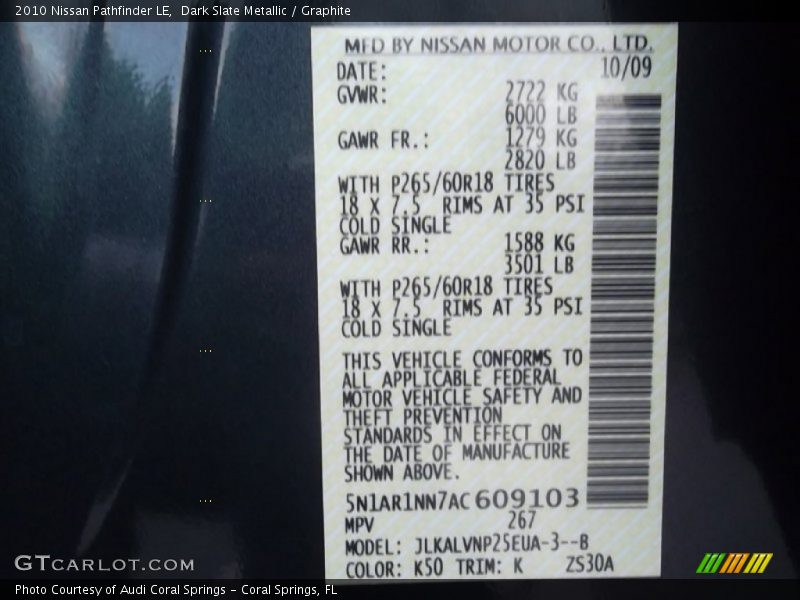 2010 Nissan Pathfinder LE,  Dark Slate Metallic / Graphite
MFD BY NISSAN MOTOR CO., LTD.
DATE: 10/09
GVWR: 2722 KG
6000 LB
GAWR FR.: 1279 KG
2820 LB
WITH P265/60R18 TIRES
18 X 7.5 RIMS AT 35 PSI
COLD SINGLE
GAWR RR.: 1588 KG
3501 LB
WITH P265/60R18 TIRES
18 X 7.5 RIMS AT 35 PSI
COLD SINGLE
THIS VEHICLE CONFORMS TO
ALL APPLICABLE FEDERAL
MOTOR VEHICLE SAFETY AND
THEFT PREVENTION
STANDARDS IN EFFECT ON
THE DATE OF MANUFACTURE
SHOWN ABOVE.
5N1AR1NN7AC609103
MPV 267
MODEL: JLKALVNP25EUA-3--B
COLOR: K50 TRIM: K ZS30A
GTCARLOT.COM
Photo Courtesy of Audi Coral Springs – Coral Springs, FL